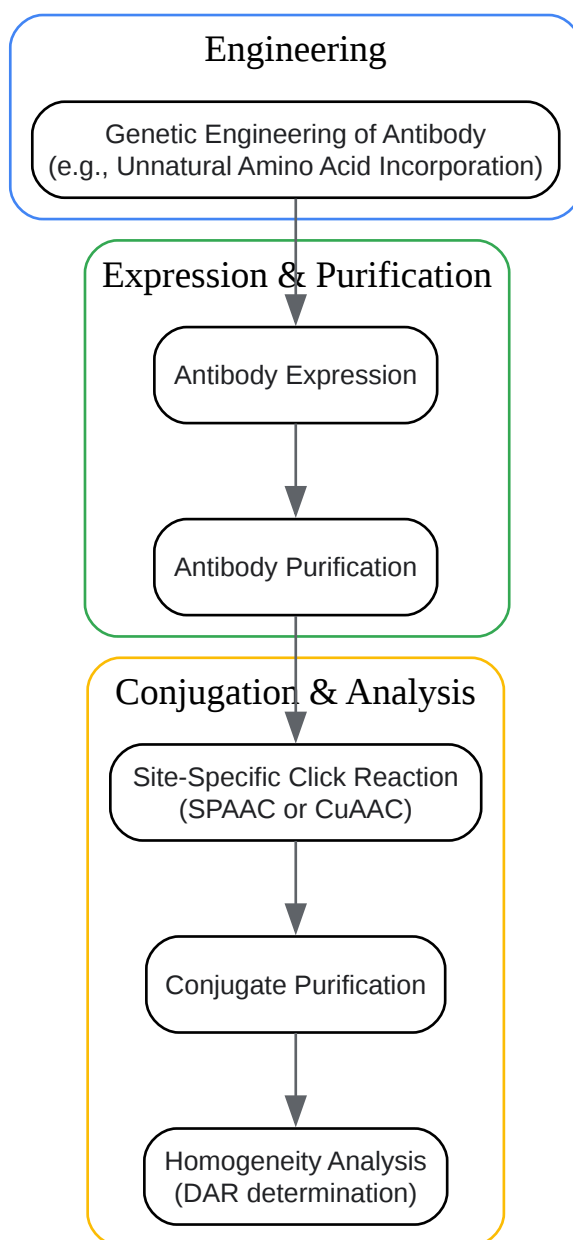 Engineering
Genetic Engineering of Antibody
(e.g., Unnatural Amino Acid Incorporation)
Expression & Purification
Antibody Expression
Antibody Purification
Conjugation & Analysis
Site-Specific Click Reaction
(SPAAC or CuAAC)
Conjugate Purification
Homogeneity Analysis
(DAR determination)